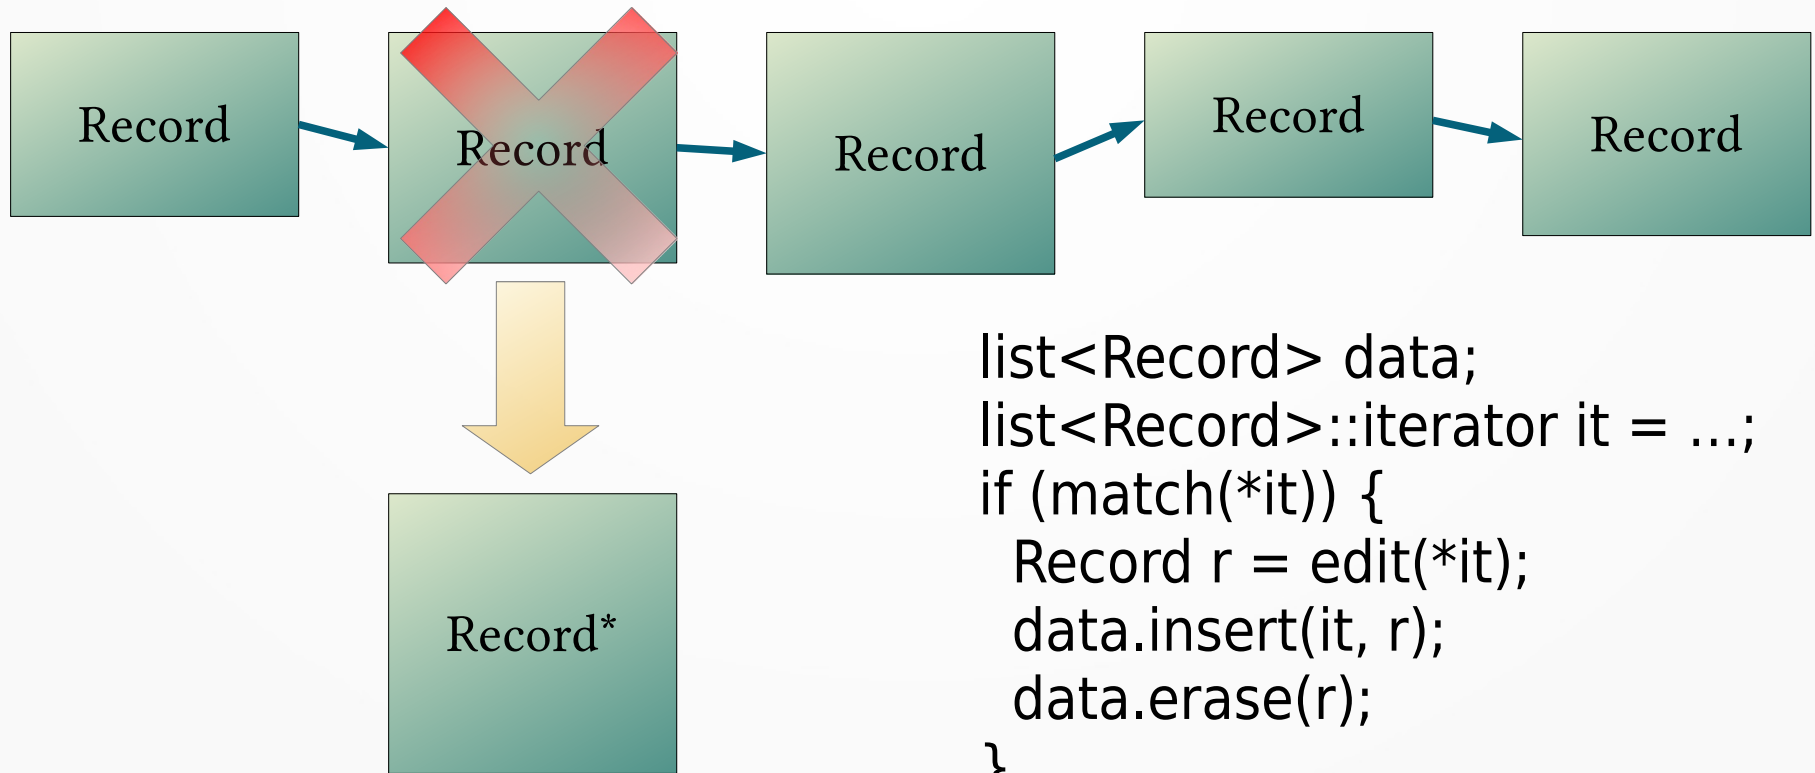 Record
Record
Record
Record
Record
Record*
list<Record> data;
list<Record>::iterator it = ...;
if (match(*it)) {
Record r = edit(*it);
data.insert(it, r);
data.erase(r);
}